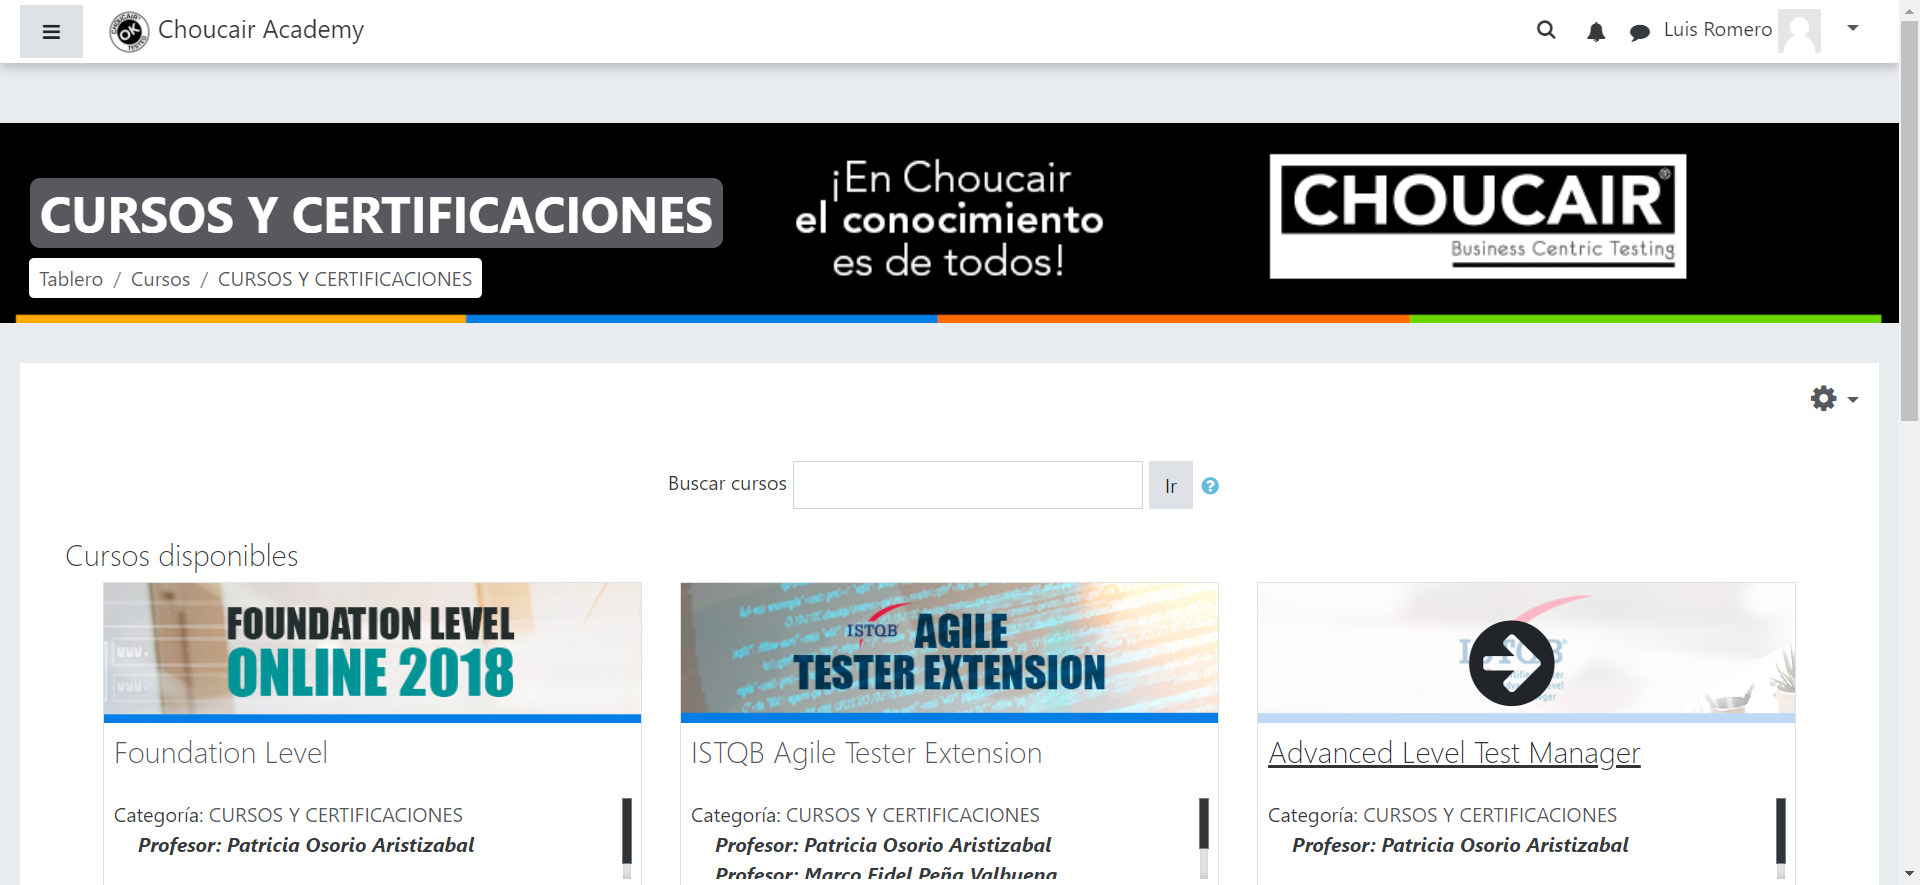 Choucair Academy
Luis Romero
CURSOS Y CERTIFICACIONES
Tablero / Cursos / CURSOS Y CERTIFICACIONES
¡En Choucair
el conocimiento
es de todos!
CHOUCAIR®
Business Centric Testing
Buscar cursos
Ir
Cursos disponibles
FOUNDATION LEVEL
ONLINE 2018
Foundation Level
Categoría: CURSOS Y CERTIFICACIONES
Profesor: Patricia Osorio Aristizabal
ISTQB AGILE
TESTER EXTENSION
ISTQB Agile Tester Extension
Categoría: CURSOS Y CERTIFICACIONES
Profesor: Patricia Osorio Aristizabal
Profesor: Marco Fidel Peña Valbuena
Advanced Level Test Manager
Categoría: CURSOS Y CERTIFICACIONES
Profesor: Patricia Osorio Aristizabal